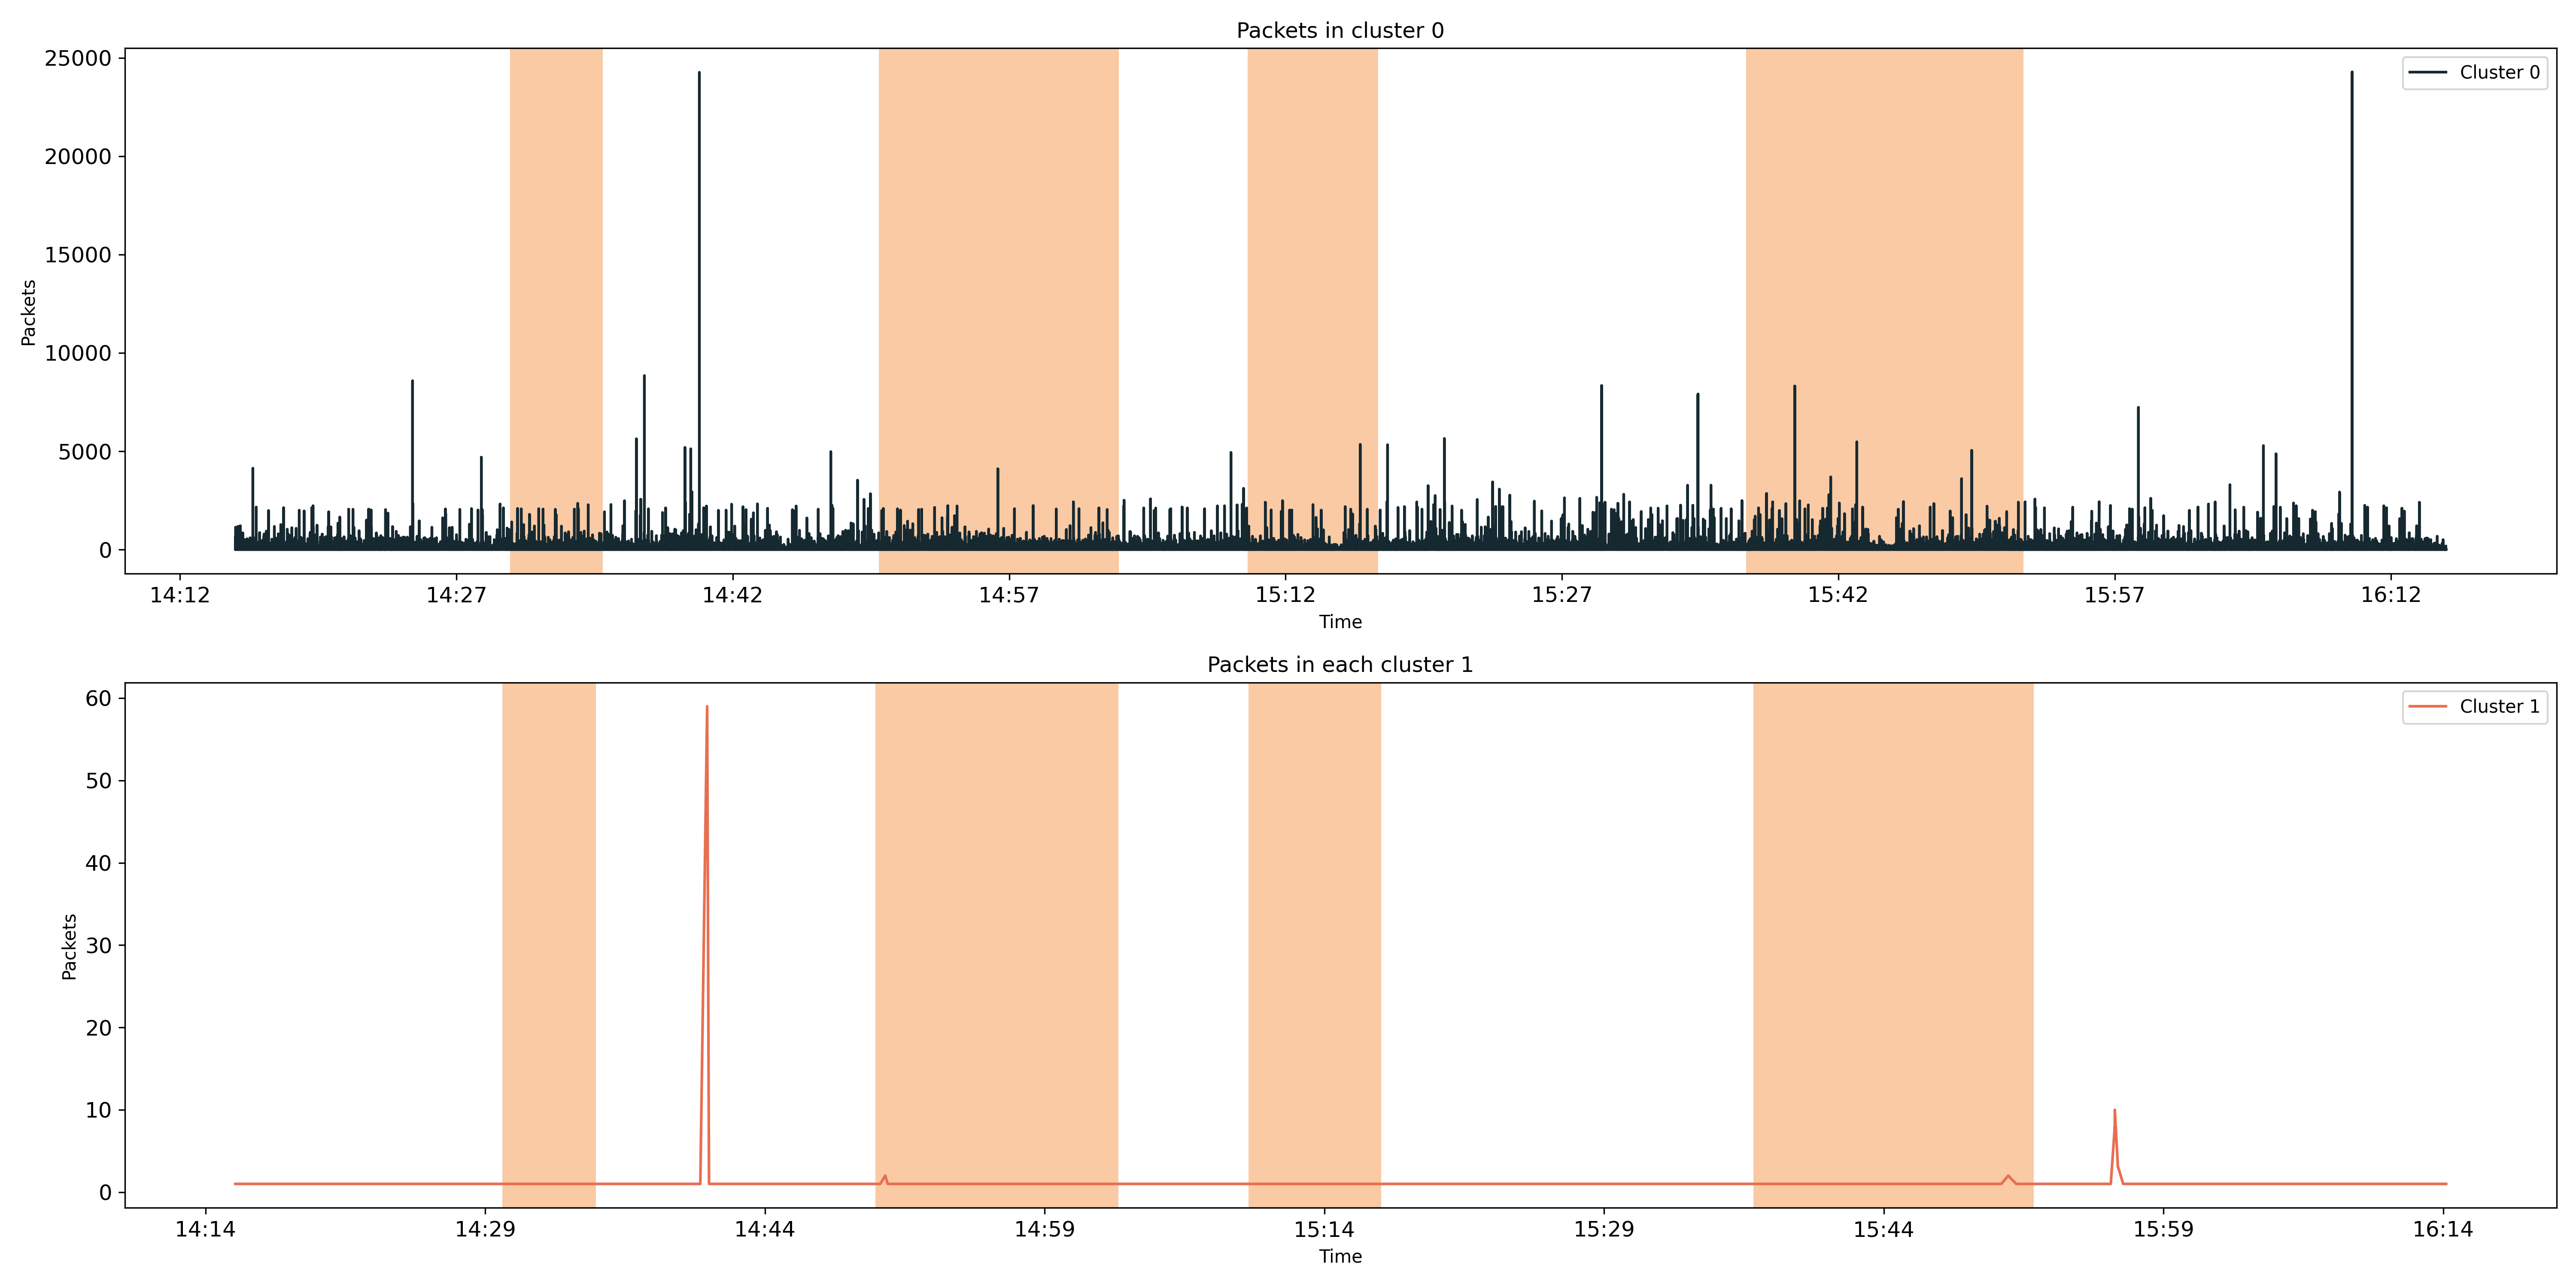 Packets in cluster 0
Cluster 0
25000
20000
15000
10000
5000
0
Packets
14:12 14:27 14:42 14:57 15:12 15:27 15:42 15:57 16:12
Time
Packets in each cluster 1
Cluster 1
60
50
40
30
20
10
0
Packets
14:14 14:29 14:44 14:59 15:14 15:29 15:44 15:59 16:14
Time